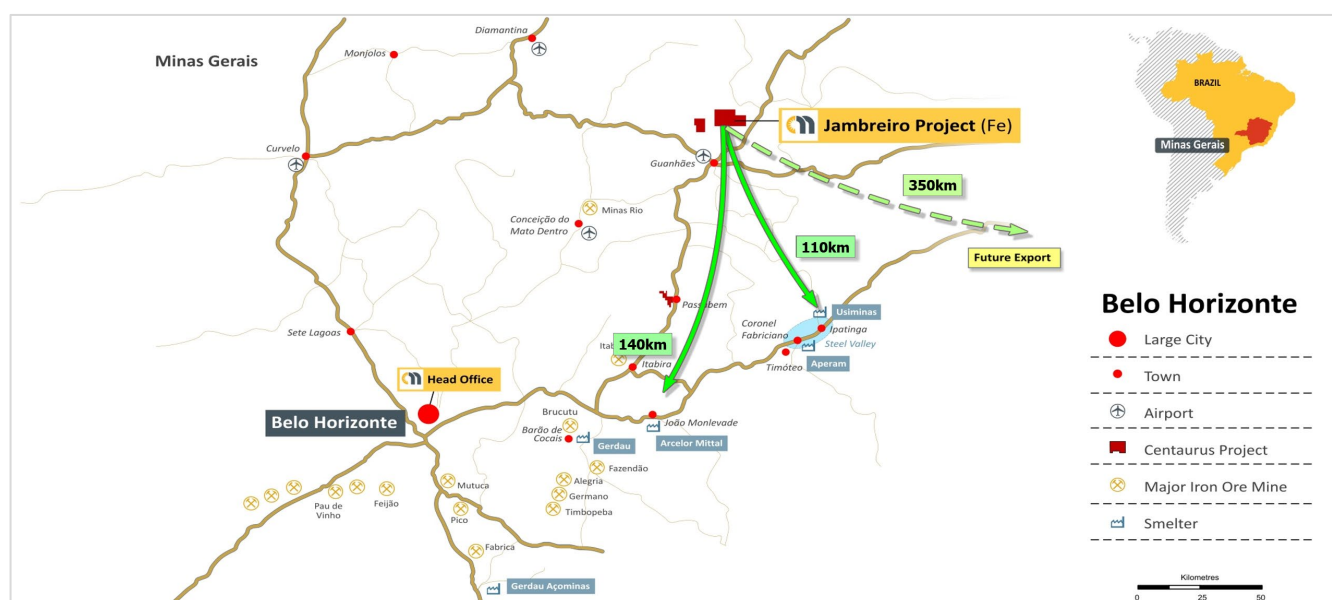 Diamantina
Monjolos
Minas Gerais
BRAZIL
Minas Gerais
Jambreiro Project (Fe)
Curvelo
Guanhães
350km
Minas Rio
Conceição do
Mato Dentro
110km
Future Export
Passabem
Usiminas
Coronel
Fabriciano
Ipatinga
Steel Valley
Timóteo
Aperam
Sete Lagoas
140km
Itabira
Head Office
Belo Horizonte
Brucutu
Barão de
Cocais
Gerdau
João Monlevade
Arcelor Mittal
Fazendão
Alegria
Germano
Timbopeba
Mutuca
Pau de
Vinho
Feijão
Pico
Fabrica
Gerdau Açominas
Belo Horizonte
Large City
Town
Airport
Centaurus Project
Major Iron Ore Mine
Smelter
Kilometres
0 25 50